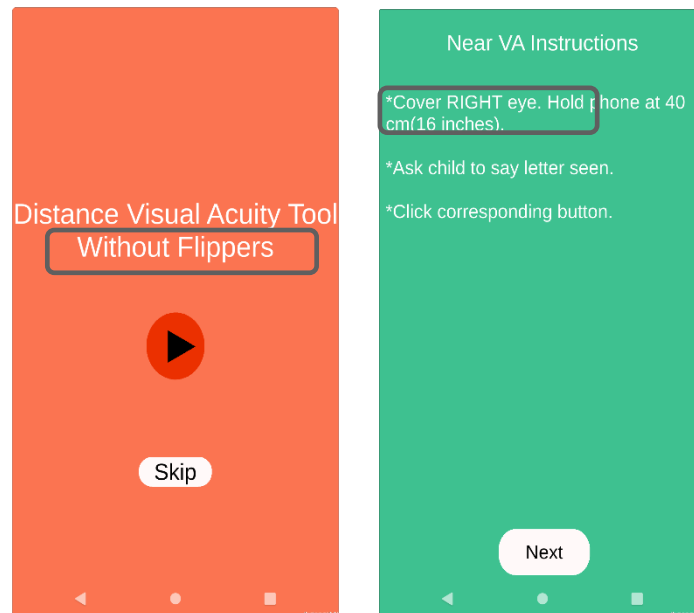 Distance Visual Acuity Tool
Without Flippers
Skip
Near VA Instructions
*Cover RIGHT eye. Hold phone at 40
cm(16 inches).
*Ask child to say letter seen.
*Click corresponding button.
Next